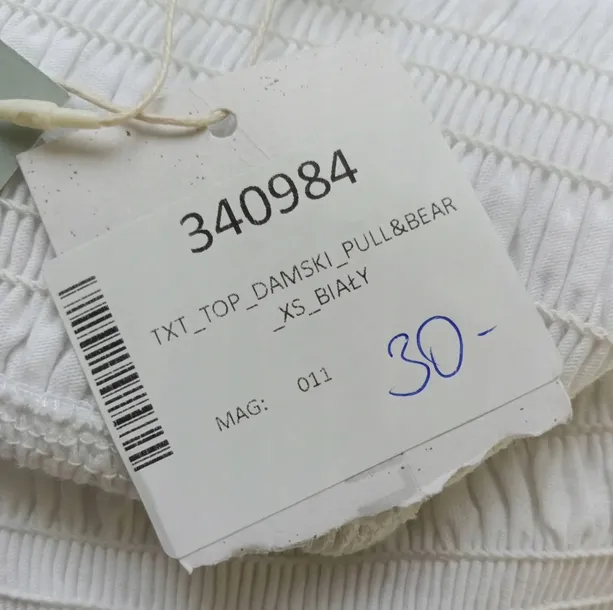 340984
TXT_TOP_DAMSKI_PULL&BEAR
_XS_BIAŁY
MAG: 011
30-